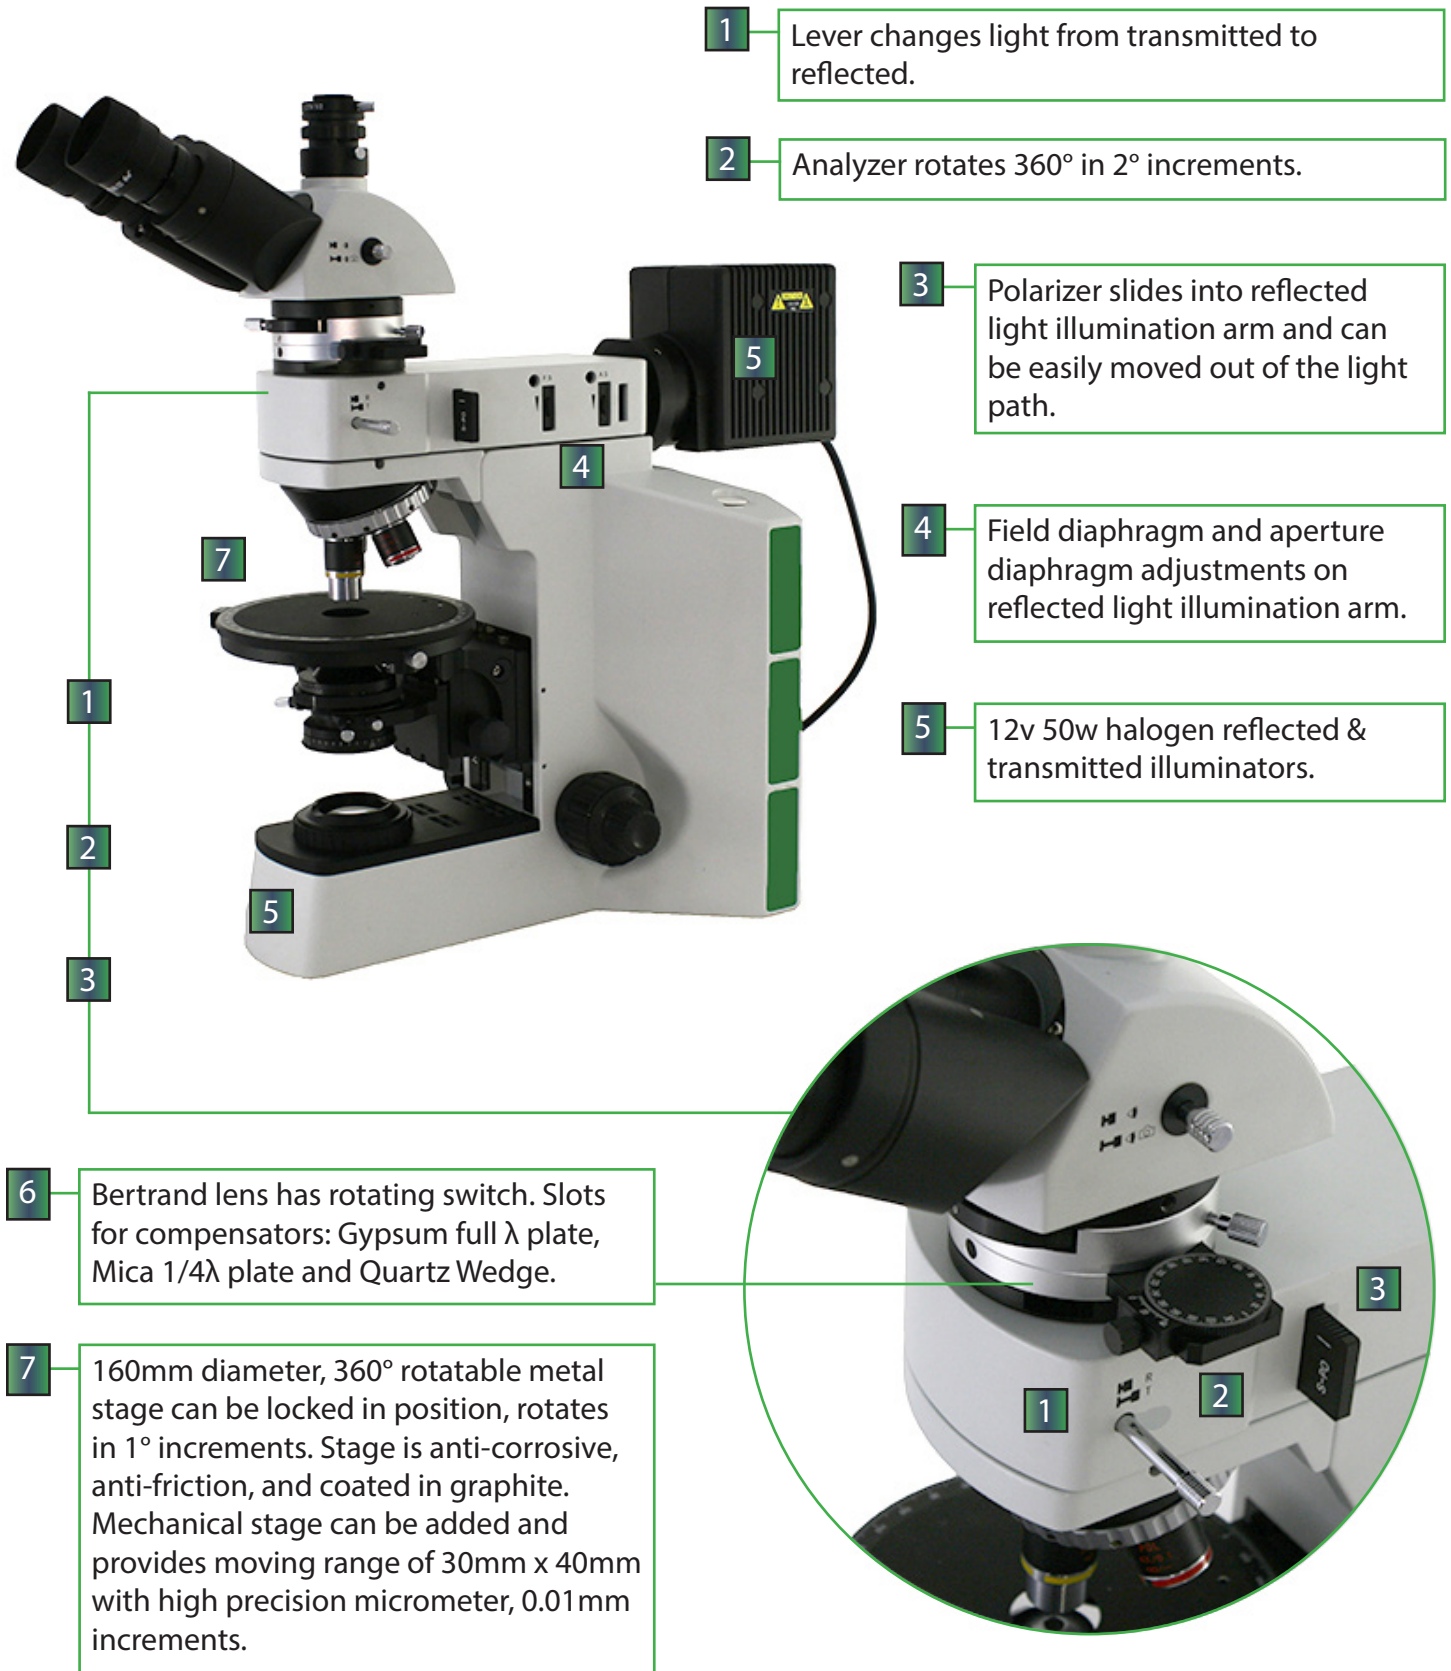 1
Lever changes light from transmitted to
reflected.
2
Analyzer rotates 360° in 2° increments.
3
Polarizer slides into reflected
light illumination arm and can
be easily moved out of the light
path.
4
Field diaphragm and aperture
diaphragm adjustments on
reflected light illumination arm.
5
12v 50w halogen reflected &
transmitted illuminators.
5
4
7
1
2
3
5
6
Bertrand lens has rotating switch. Slots
for compensators: Gypsum full λ plate,
Mica 1/4λ plate and Quartz Wedge.
7
160mm diameter, 360° rotatable metal
stage can be locked in position, rotates
in 1° increments. Stage is anti-corrosive,
anti-friction, and coated in graphite.
Mechanical stage can be added and
provides moving range of 30mm x 40mm
with high precision micrometer, 0.01mm
increments.
3
R
T
1
2